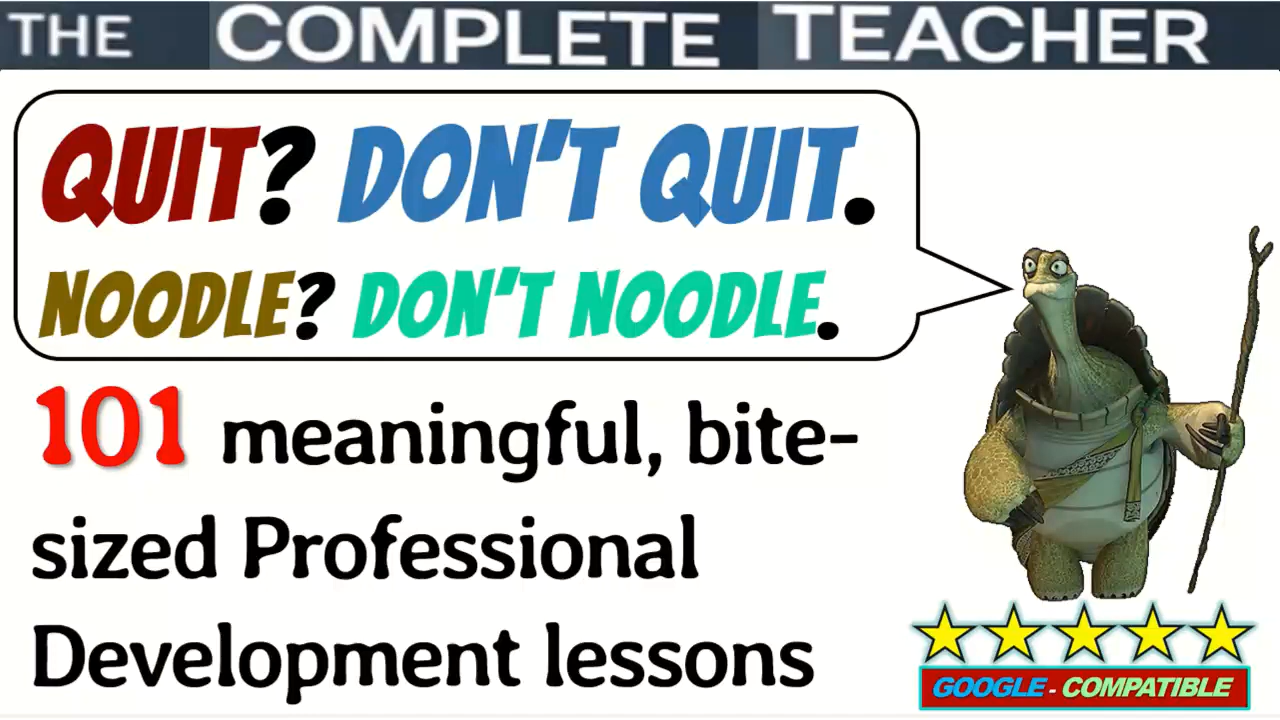 THE COMPLETE TEACHER
QUIT? DON'T QUIT.
NOODLE? DON'T NOODLE.
101 meaningful, bite-
sized Professional
Development lessons
GOOGLE - COMPATIBLE